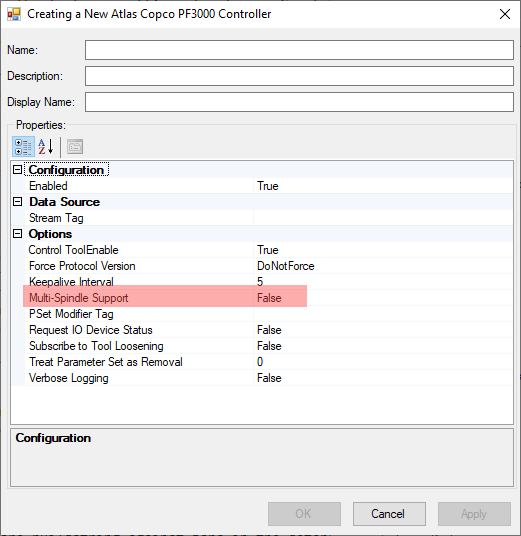 Creating a New Atlas Copco PF3000 Controller
Name:
Description:
Display Name:
Properties:
Configuration
Enabled True
Data Source
Stream Tag
Options
Control ToolEnable True
Force Protocol Version DoNotForce
Keepalive Interval 5
Multi-Spindle Support False
PSet Modifier Tag
Request IO Device Status False
Subscribe to Tool Loosening False
Treat Parameter Set as Removal 0
Verbose Logging False
Configuration
OK Cancel Apply